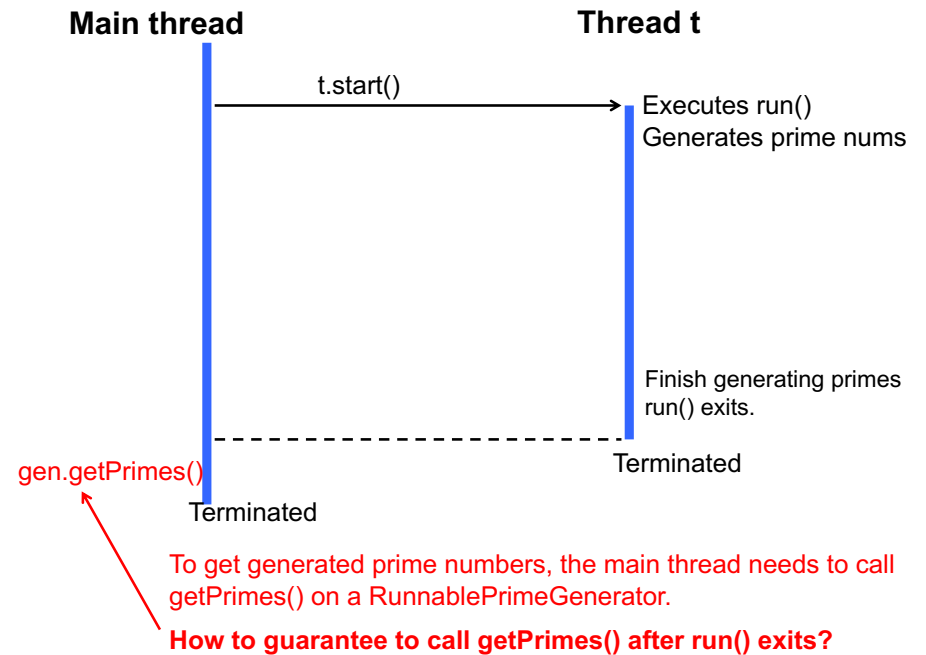 Main thread
Thread t
t.start()
Executes run()
Generates prime nums
Finish generating primes
run() exits.
Terminated
gen.getPrimes()
Terminated
To get generated prime numbers, the main thread needs to call
getPrimes() on a RunnablePrimeGenerator.
How to guarantee to call getPrimes() after run() exits?